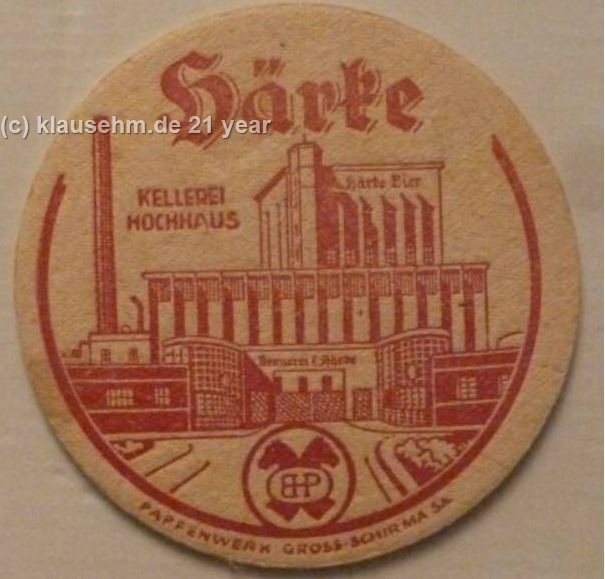 Härke
(c) klausehm.de 21 year
KELLEREI
HOCHHAUS
Härke Bier
Brauerei E. Härke
BHP
PAPPENWERK GROSS-SCHIRMA SA.